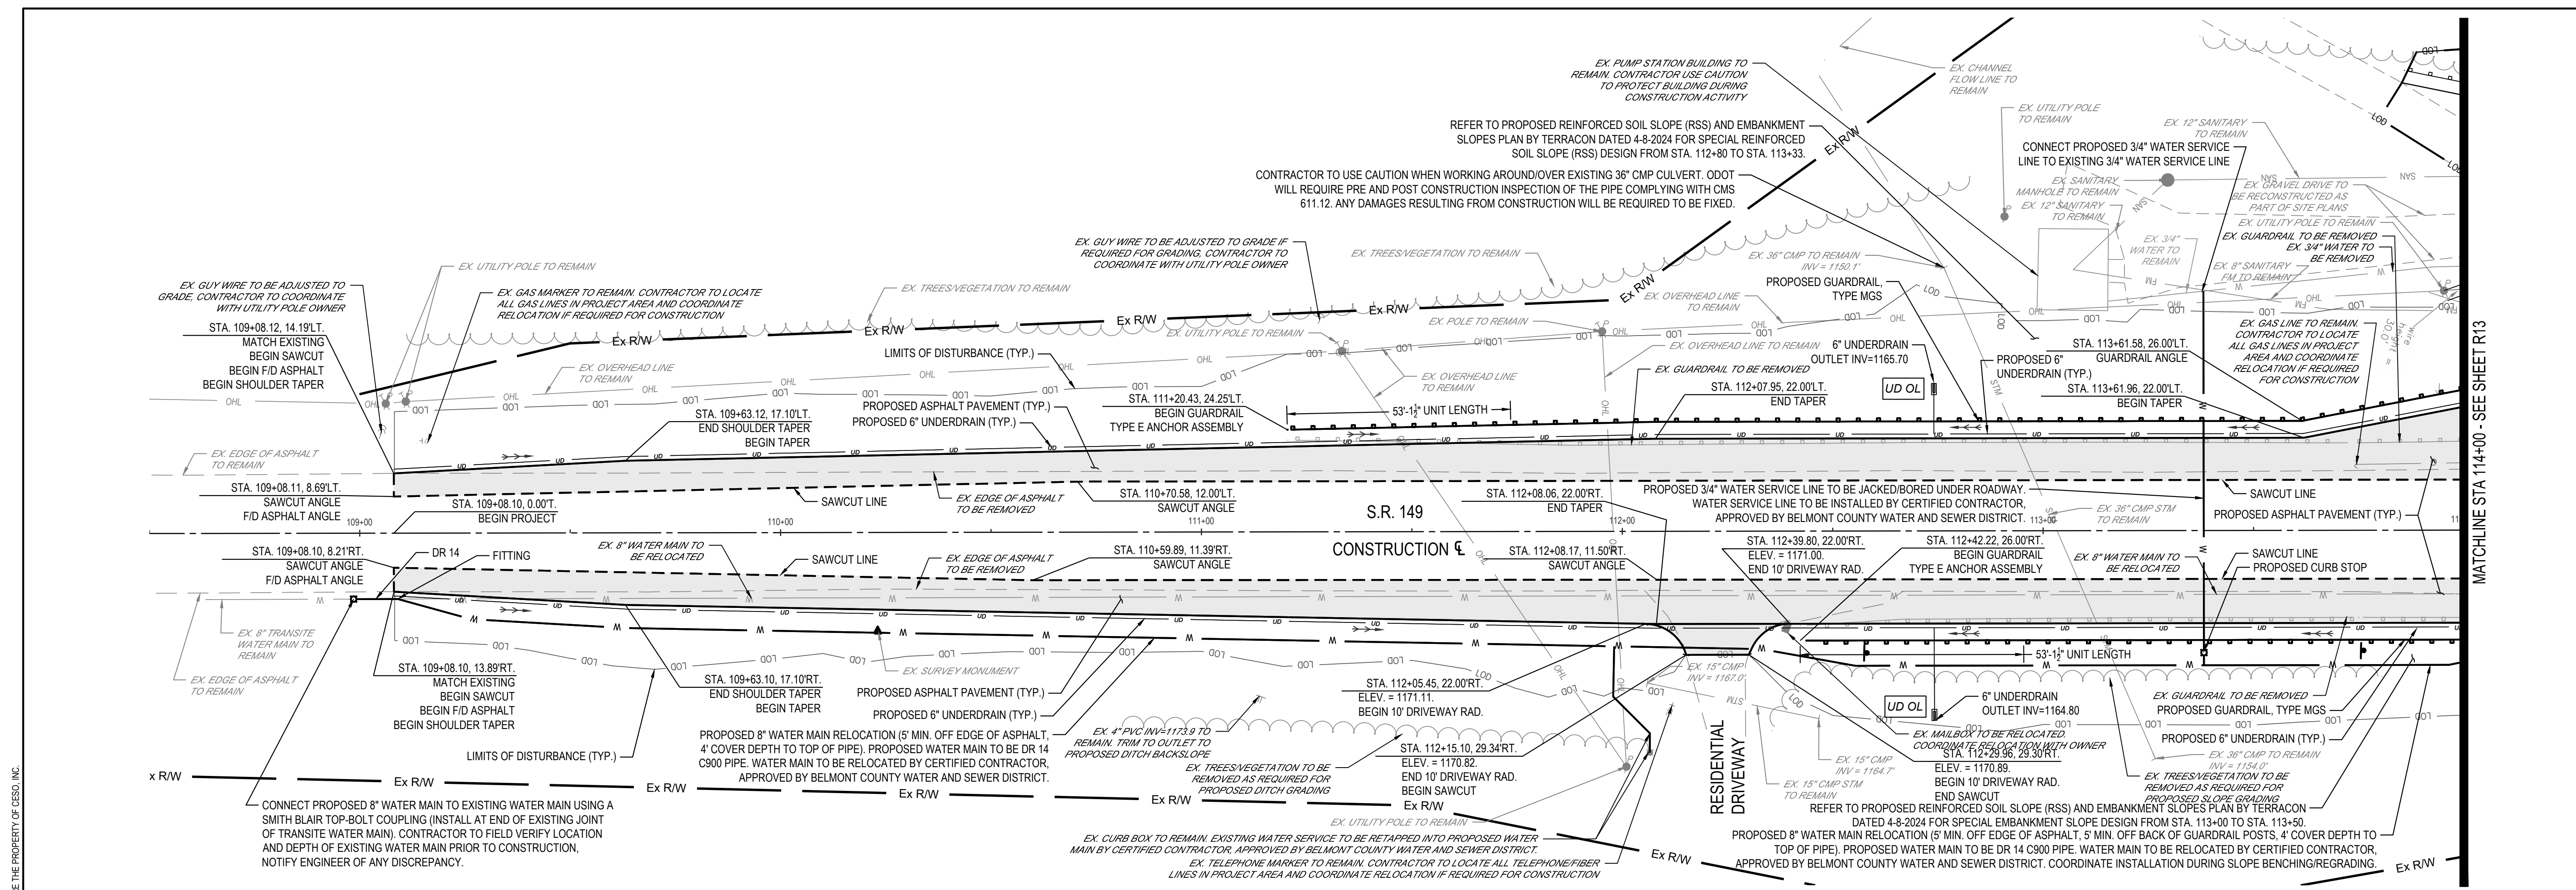 EX. PUMP STATION BUILDING TO
REMAIN. CONTRACTOR USE CAUTION
TO PROTECT BUILDING DURING
CONSTRUCTION ACTIVITY
EX. CHANNEL
FLOW LINE TO
REMAIN
REFER TO PROPOSED REINFORCED SOIL SLOPE (RSS) AND EMBANKMENT
SLOPES PLAN BY TERRACON DATED 4-8-2024 FOR SPECIAL REINFORCED
SOIL SLOPE (RSS) DESIGN FROM STA. 112+80 TO STA. 113+33.
Ex R/W
EX. UTILITY POLE
TO REMAIN
EX. 12" SANITARY
TO REMAIN
CONNECT PROPOSED 3/4" WATER SERVICE
LINE TO EXISTING 3/4" WATER SERVICE LINE
LOD
LOD
LOD
CONTRACTOR TO USE CAUTION WHEN WORKING AROUND/OVER EXISTING 36" CMP CULVERT. ODOT
WILL REQUIRE PRE AND POST CONSTRUCTION INSPECTION OF THE PIPE COMPLYING WITH CMS
611.12. ANY DAMAGES RESULTING FROM CONSTRUCTION WILL BE REQUIRED TO BE FIXED.
EX. SANITARY
MANHOLE TO REMAIN
EX. 12" SANITARY
TO REMAIN
SAN
SAN
SAN
EX. GRAVEL DRIVE TO
BE RECONSTRUCTED AS
PART OF SITE PLANS
EX. UTILITY POLE TO REMAIN
EX. GUARDRAIL TO BE REMOVED
EX. 3/4" WATER TO
BE REMOVED
EX. 3/4"
WATER TO
REMAIN
EX. 8" SANITARY
FM TO REMAIN
EX. GUY WIRE TO BE ADJUSTED TO GRADE IF
REQUIRED FOR GRADING, CONTRACTOR TO
COORDINATE WITH UTILITY POLE OWNER
EX. TREES/VEGETATION TO REMAIN
EX. 36" CMP TO REMAIN
INV = 1150.1'
PROPOSED GUARDRAIL,
TYPE MGS
EX. UTILITY POLE TO REMAIN
EX. GUY WIRE TO BE ADJUSTED TO
GRADE, CONTRACTOR TO COORDINATE
WITH UTILITY POLE OWNER
EX. GAS MARKER TO REMAIN. CONTRACTOR TO LOCATE
ALL GAS LINES IN PROJECT AREA AND COORDINATE
RELOCATION IF REQUIRED FOR CONSTRUCTION
EX. TREES/VEGETATION TO REMAIN
Ex R/W
Ex R/W
Ex R/W
Ex R/W
Ex R/W
EX. OVERHEAD LINE
TO REMAIN
EX. POLE TO REMAIN
EX. UTILITY POLE TO REMAIN
STA. 109+08.12, 14.19'LT.
MATCH EXISTING
BEGIN SAWCUT
BEGIN F/D ASPHALT
BEGIN SHOULDER TAPER
LIMITS OF DISTURBANCE (TYP.)
EX. OVERHEAD LINE
TO REMAIN
EX. OVERHEAD LINE TO REMAIN
EX. OVERHEAD LINE
TO REMAIN
6" UNDERDRAIN
OUTLET INV=1165.70
UD OL
PROPOSED 6"
UNDERDRAIN (TYP.)
STA. 113+61.58, 26.00'LT.
GUARDRAIL ANGLE
STA. 113+61.96, 22.00'LT.
BEGIN TAPER
EX. GAS LINE TO REMAIN.
CONTRACTOR TO LOCATE
ALL GAS LINES IN PROJECT
AREA AND COORDINATE
RELOCATION IF REQUIRED
FOR CONSTRUCTION
wire
height =
30.0'
EX. GUARDRAIL TO BE REMOVED
STA. 112+07.95, 22.00'LT.
END TAPER
STA. 111+20.43, 24.25'LT.
BEGIN GUARDRAIL
TYPE E ANCHOR ASSEMBLY
53'-1½" UNIT LENGTH
PROPOSED ASPHALT PAVEMENT (TYP.)
PROPOSED 6" UNDERDRAIN (TYP.)
STA. 109+63.12, 17.10'LT.
END SHOULDER TAPER
BEGIN TAPER
EX. EDGE OF ASPHALT
TO REMAIN
STA. 109+08.11, 8.69'LT.
SAWCUT ANGLE
F/D ASPHALT ANGLE
STA. 109+08.10, 0.00'T.
BEGIN PROJECT
SAWCUT LINE
EX. EDGE OF ASPHALT
TO BE REMOVED
STA. 110+70.58, 12.00'LT.
SAWCUT ANGLE
STA. 112+08.06, 22.00'RT.
END TAPER
PROPOSED 3/4" WATER SERVICE LINE TO BE JACKED/BORED UNDER ROADWAY.
WATER SERVICE LINE TO BE INSTALLED BY CERTIFIED CONTRACTOR,
APPROVED BY BELMONT COUNTY WATER AND SEWER DISTRICT.
EX. 36" CMP STM
TO REMAIN
SAWCUT LINE
PROPOSED ASPHALT PAVEMENT (TYP.)
109+00
110+00
111+00
112+00
113+00
11
S.R. 149
CONSTRUCTION ℄
MATCHLINE STA 114+00 - SEE SHEET R13
STA. 109+08.10, 8.21'RT.
SAWCUT ANGLE
F/D ASPHALT ANGLE
DR 14
FITTING
EX. 8" WATER MAIN TO
BE RELOCATED
SAWCUT LINE
EX. EDGE OF ASPHALT
TO BE REMOVED
STA. 110+59.89, 11.39'RT.
SAWCUT ANGLE
STA. 112+08.17, 11.50'RT.
SAWCUT ANGLE
STA. 112+39.80, 22.00'RT.
ELEV. = 1171.00.
END 10' DRIVEWAY RAD.
STA. 112+42.22, 26.00'RT.
BEGIN GUARDRAIL
TYPE E ANCHOR ASSEMBLY
EX. 8" WATER MAIN TO
BE RELOCATED
SAWCUT LINE
PROPOSED CURB STOP
EX. 8" TRANSITE
WATER MAIN TO
REMAIN
EX. EDGE OF ASPHALT
TO REMAIN
STA. 109+08.10, 13.89'RT.
MATCH EXISTING
BEGIN SAWCUT
BEGIN F/D ASPHALT
BEGIN SHOULDER TAPER
LIMITS OF DISTURBANCE (TYP.)
STA. 109+63.10, 17.10'RT.
END SHOULDER TAPER
BEGIN TAPER
EX. SURVEY MONUMENT
PROPOSED ASPHALT PAVEMENT (TYP.)
PROPOSED 6" UNDERDRAIN (TYP.)
PROPOSED 8" WATER MAIN RELOCATION (5' MIN. OFF EDGE OF ASPHALT,
4' COVER DEPTH TO TOP OF PIPE). PROPOSED WATER MAIN TO BE DR 14
C900 PIPE. WATER MAIN TO BE RELOCATED BY CERTIFIED CONTRACTOR,
APPROVED BY BELMONT COUNTY WATER AND SEWER DISTRICT.
EX. 4" PVC INV=1173.9 TO
REMAIN. TRIM TO OUTLET TO
PROPOSED DITCH BACKSLOPE
EX. TREES/VEGETATION TO BE
REMOVED AS REQUIRED FOR
PROPOSED DITCH GRADING
STA. 112+05.45, 22.00'RT.
ELEV. = 1171.11.
BEGIN 10' DRIVEWAY RAD.
STA. 112+15.10, 29.34'RT.
ELEV. = 1170.82.
END 10' DRIVEWAY RAD.
BEGIN SAWCUT
EX. 15" CMP
INV = 1167.0'
RESIDENTIAL
DRIVEWAY
STM
EX. 15" CMP
INV = 1164.7'
EX. 15" CMP STM
TO REMAIN
53'-1½" UNIT LENGTH
UD OL
6" UNDERDRAIN
OUTLET INV=1164.80
EX. MAILBOX TO BE RELOCATED.
COORDINATE RELOCATION WITH OWNER
STA. 112+29.96, 29.30'RT.
ELEV. = 1170.89.
BEGIN 10' DRIVEWAY RAD.
END SAWCUT
EX. GUARDRAIL TO BE REMOVED
PROPOSED GUARDRAIL, TYPE MGS
PROPOSED 6" UNDERDRAIN (TYP.)
EX. 36" CMP TO REMAIN
INV = 1154.0'
EX. TREES/VEGETATION TO BE
REMOVED AS REQUIRED FOR
PROPOSED SLOPE GRADING
x R/W
Ex R/W
Ex R/W
Ex R/W
Ex R/W
Ex R/W
Ex R/W
Ex R/W
CONNECT PROPOSED 8" WATER MAIN TO EXISTING WATER MAIN USING A
SMITH BLAIR TOP-BOLT COUPLING (INSTALL AT END OF EXISTING JOINT
OF TRANSITE WATER MAIN). CONTRACTOR TO FIELD VERIFY LOCATION
AND DEPTH OF EXISTING WATER MAIN PRIOR TO CONSTRUCTION,
NOTIFY ENGINEER OF ANY DISCREPANCY.
EX. UTILITY POLE TO REMAIN
EX. CURB BOX TO REMAIN. EXISTING WATER SERVICE TO BE RETAPPED INTO PROPOSED WATER
MAIN BY CERTIFIED CONTRACTOR, APPROVED BY BELMONT COUNTY WATER AND SEWER DISTRICT.
EX. TELEPHONE MARKER TO REMAIN. CONTRACTOR TO LOCATE ALL TELEPHONE/FIBER
LINES IN PROJECT AREA AND COORDINATE RELOCATION IF REQUIRED FOR CONSTRUCTION
REFER TO PROPOSED REINFORCED SOIL SLOPE (RSS) AND EMBANKMENT SLOPES PLAN BY TERRACON
DATED 4-8-2024 FOR SPECIAL EMBANKMENT SLOPE DESIGN FROM STA. 113+00 TO STA. 113+50.
PROPOSED 8" WATER MAIN RELOCATION (5' MIN. OFF EDGE OF ASPHALT, 5' MIN. OFF BACK OF GUARDRAIL POSTS, 4' COVER DEPTH TO
TOP OF PIPE). PROPOSED WATER MAIN TO BE DR 14 C900 PIPE. WATER MAIN TO BE RELOCATED BY CERTIFIED CONTRACTOR,
APPROVED BY BELMONT COUNTY WATER AND SEWER DISTRICT. COORDINATE INSTALLATION DURING SLOPE BENCHING/REGRADING.
E THE PROPERTY OF CESO, INC.